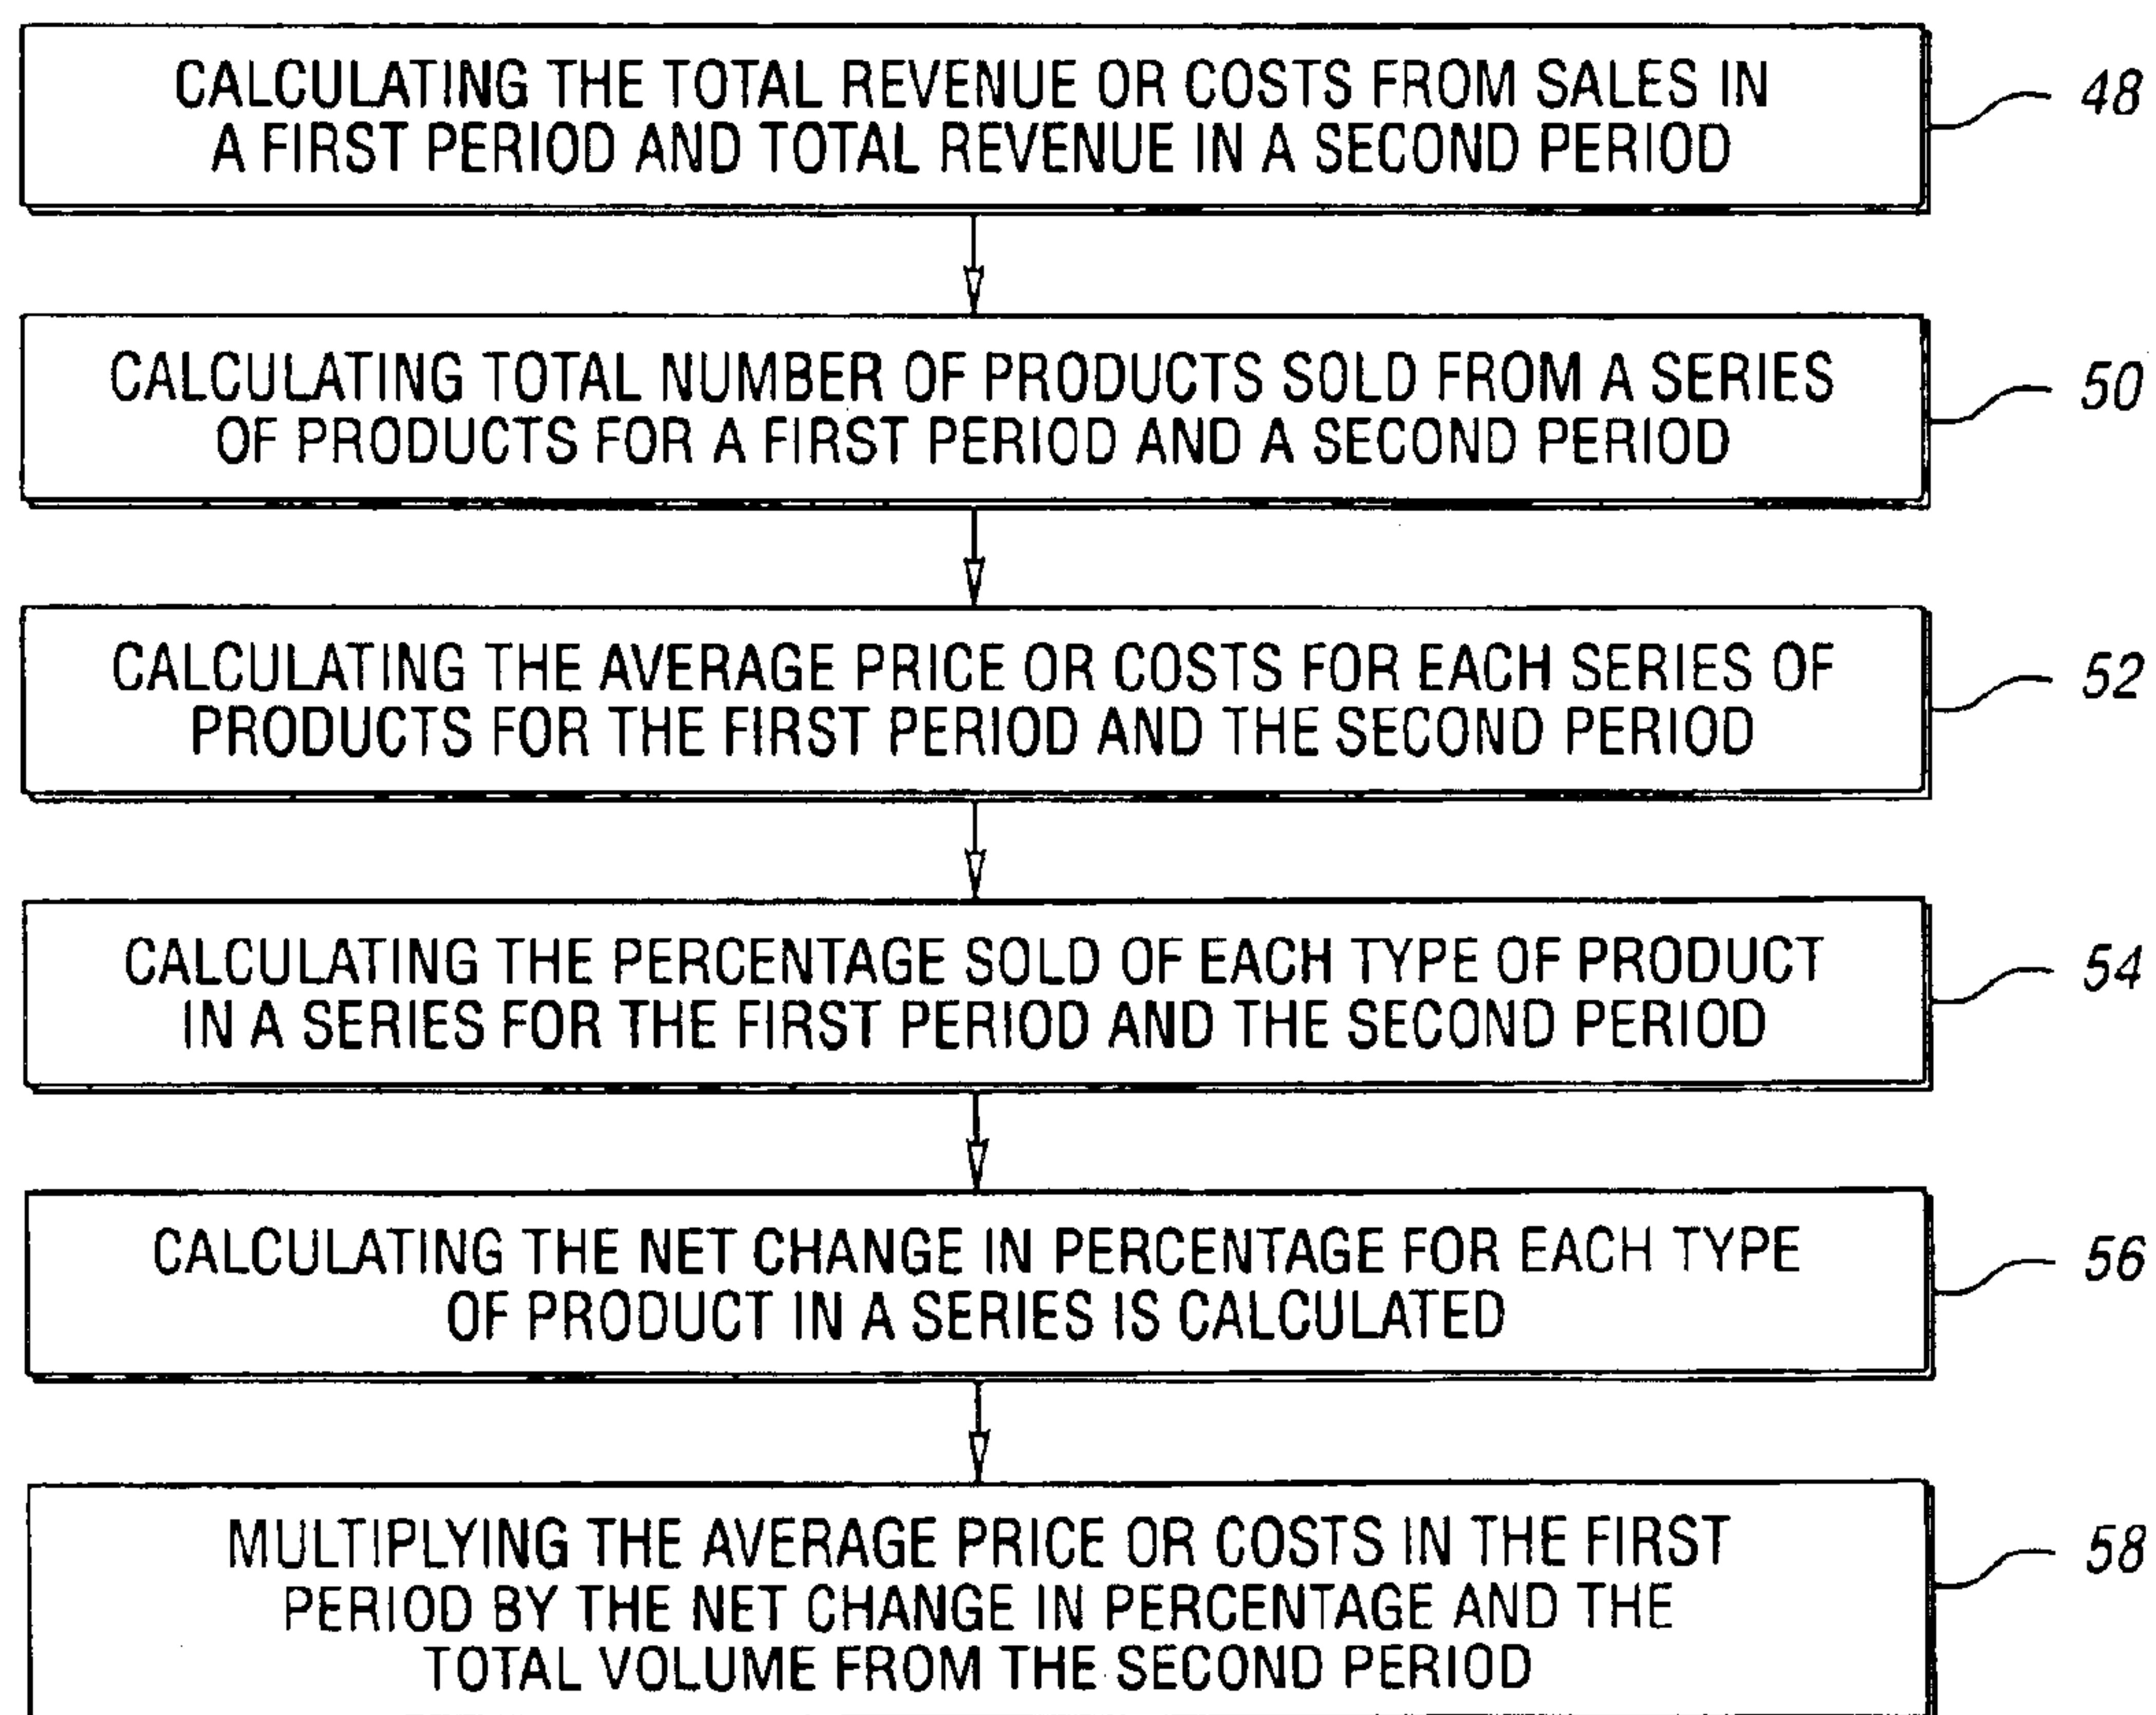 CALCULATING THE TOTAL REVENUE OR COSTS FROM SALES IN
A FIRST PERIOD AND TOTAL REVENUE IN A SECOND PERIOD
48
CALCULATING TOTAL NUMBER OF PRODUCTS SOLD FROM A SERIES
OF PRODUCTS FOR A FIRST PERIOD AND A SECOND PERIOD
50
CALCULATING THE AVERAGE PRICE OR COSTS FOR EACH SERIES OF
PRODUCTS FOR THE FIRST PERIOD AND THE SECOND PERIOD
52
CALCULATING THE PERCENTAGE SOLD OF EACH TYPE OF PRODUCT
IN A SERIES FOR THE FIRST PERIOD AND THE SECOND PERIOD
54
CALCULATING THE NET CHANGE IN PERCENTAGE FOR EACH TYPE
OF PRODUCT IN A SERIES IS CALCULATED
56
MULTIPLYING THE AVERAGE PRICE OR COSTS IN THE FIRST
PERIOD BY THE NET CHANGE IN PERCENTAGE AND THE
TOTAL VOLUME FROM THE SECOND PERIOD
58